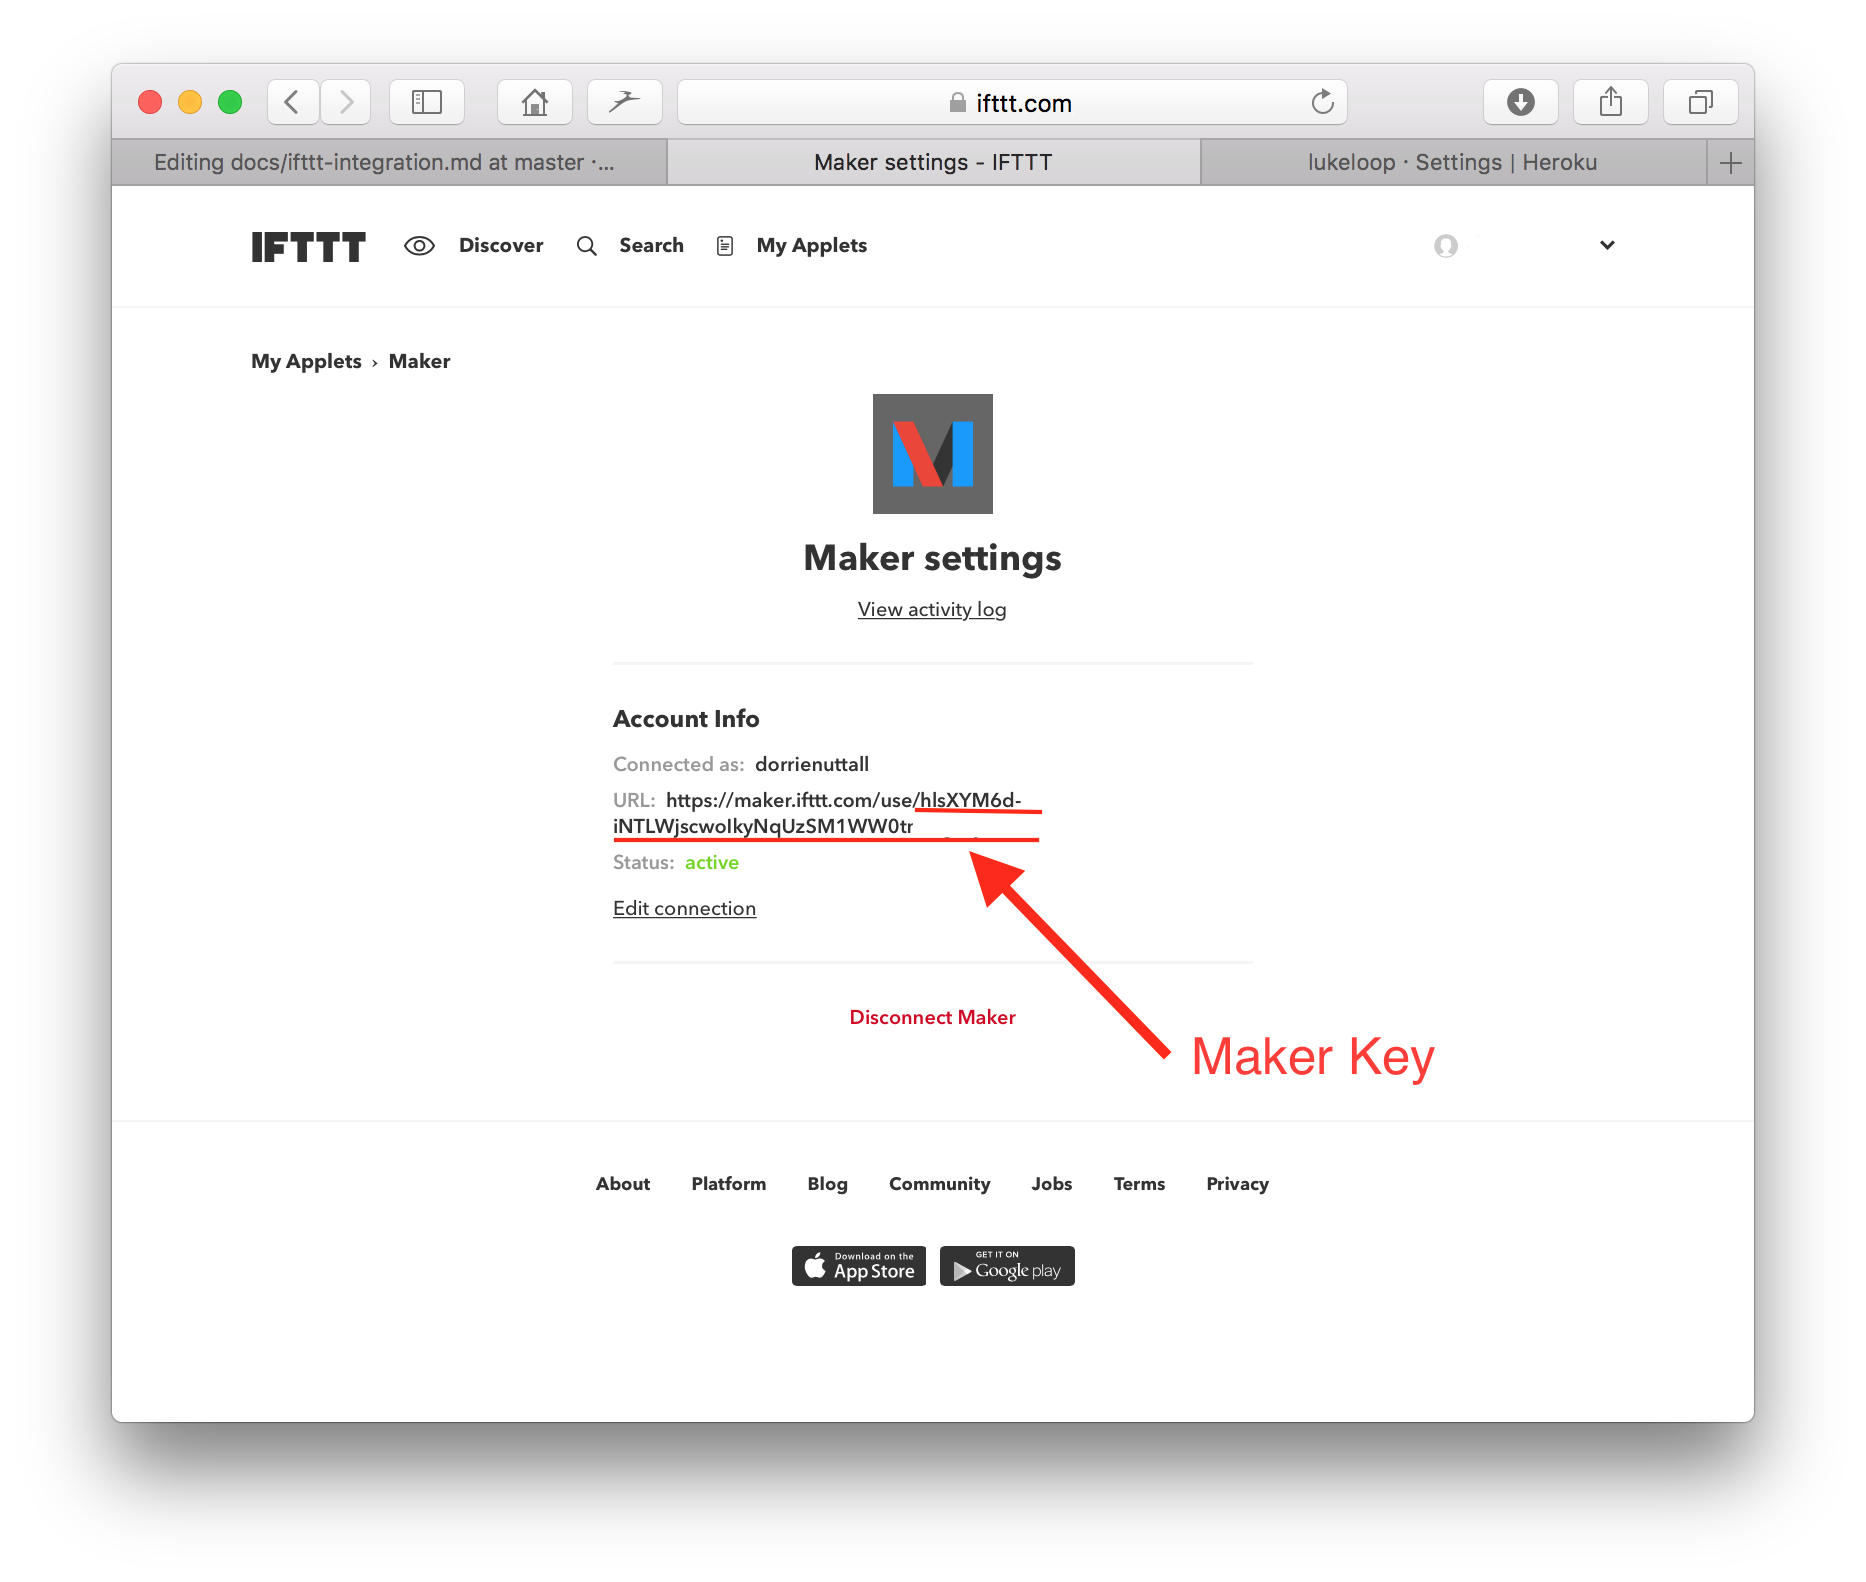 ifttt.com
Editing docs/ifttt-integration.md at master ·...
Maker settings - IFTTT
lukeloop · Settings | Heroku
IFTTT
Discover
Search
My Applets
My Applets › Maker
Maker settings
View activity log
Account Info
Connected as: dorrienuttall
URL: https://maker.ifttt.com/use/hlsXYM6d-
iNTLWjscwoIkyNqUzSM1WW0tr
Status: active
Edit connection
Disconnect Maker
Maker Key
About
Platform
Blog
Community
Jobs
Terms
Privacy
Download on the
App Store
GET IT ON
Google play